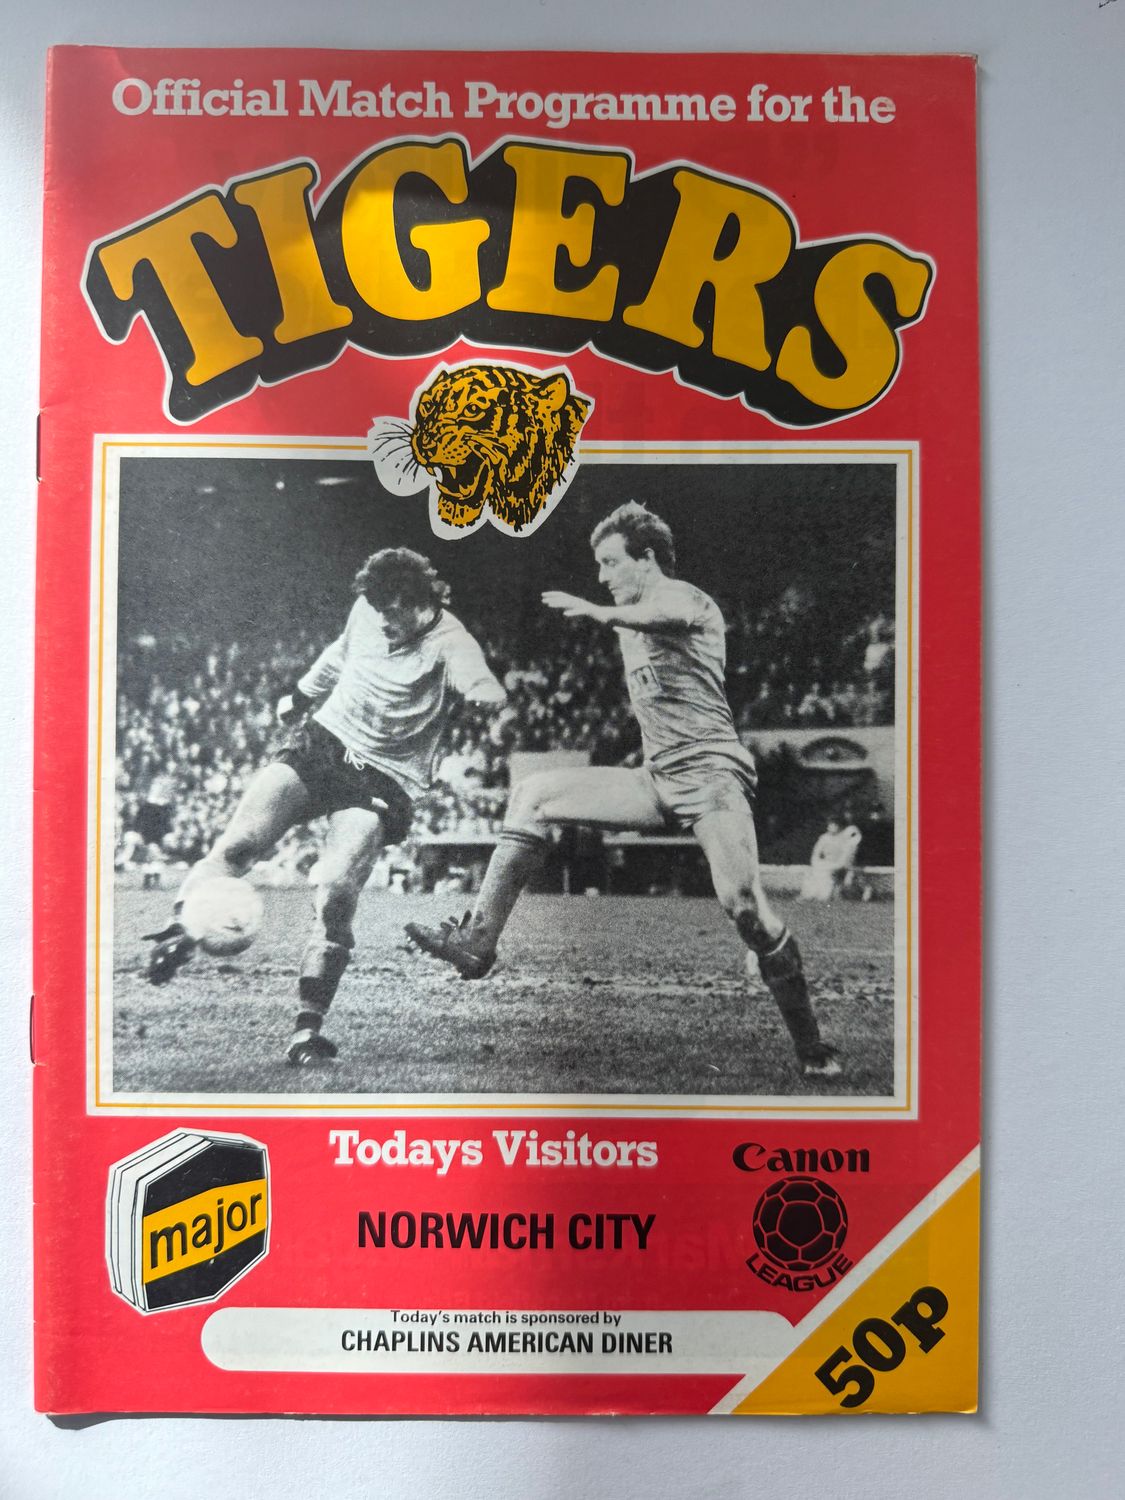 Official Match Programme for the
TIGERS
Todays Visitors
NORWICH CITY
major
Canon
LEAGUE
Today's match is sponsored by
CHAPLINS AMERICAN DINER
50p